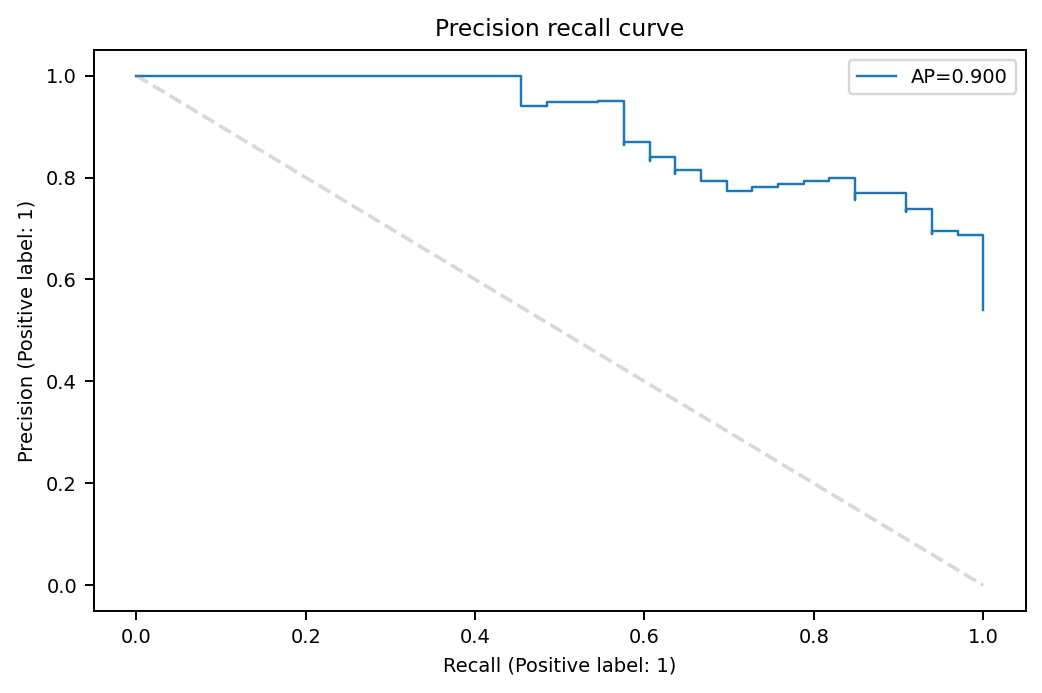 Precision recall curve
AP=0.900
Precision (Positive label: 1)
1.0
0.8
0.6
0.4
0.2
0.0
0.0 0.2 0.4 0.6 0.8 1.0
Recall (Positive label: 1)